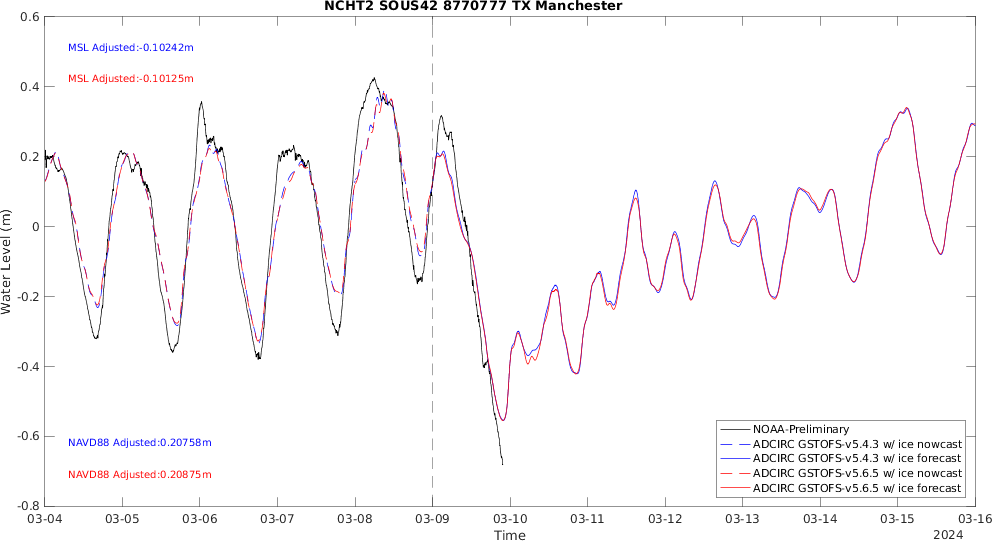 NCHT2 SOUS42 8770777 TX Manchester
0.6
MSL Adjusted:-0.10242m
MSL Adjusted:-0.10125m
0.4
0.2
0
-0.2
-0.4
-0.6
-0.8
Water Level (m)
NAVD88 Adjusted:0.20758m
NAVD88 Adjusted:0.20875m
NOAA-Preliminary
ADCIRC GSTOFS-v5.4.3 w/ ice nowcast
ADCIRC GSTOFS-v5.4.3 w/ ice forecast
ADCIRC GSTOFS-v5.6.5 w/ ice nowcast
ADCIRC GSTOFS-v5.6.5 w/ ice forecast
03-04 03-05 03-06 03-07 03-08 03-09 03-10 03-11 03-12 03-13 03-14 03-15 03-16
Time
2024